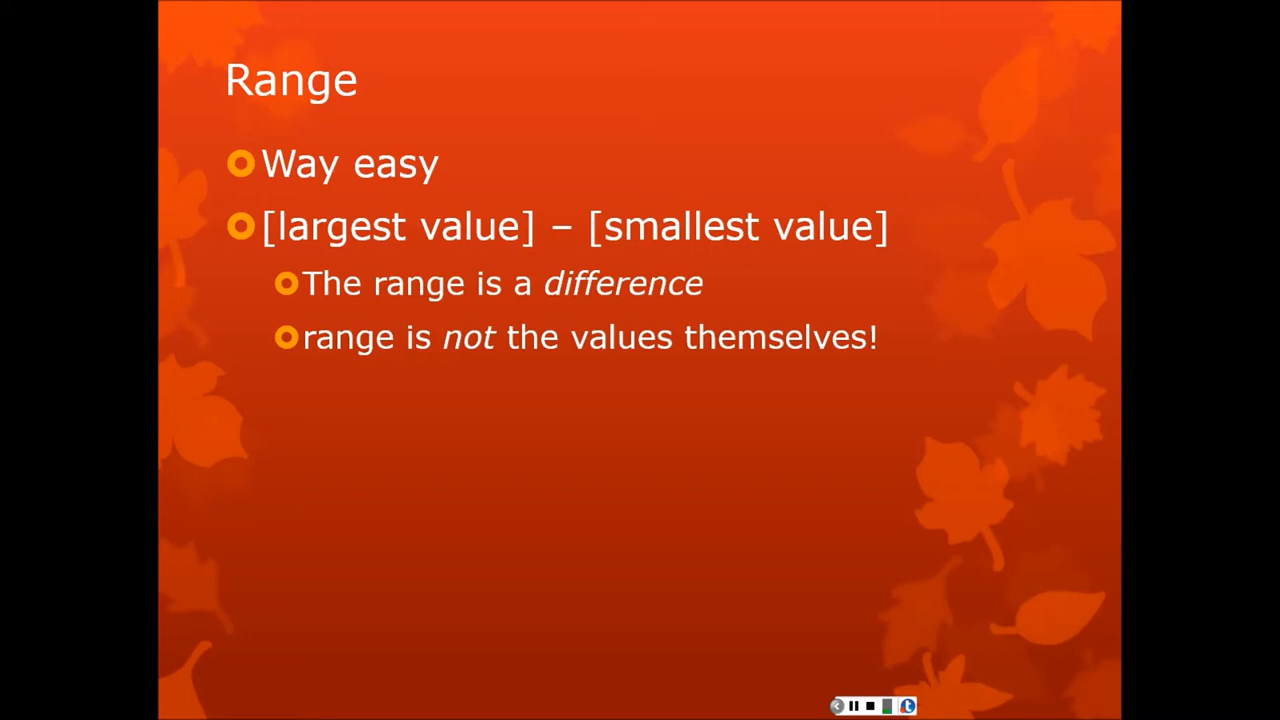 Range
Way easy
[largest value] – [smallest value]
The range is a difference
range is not the values themselves!